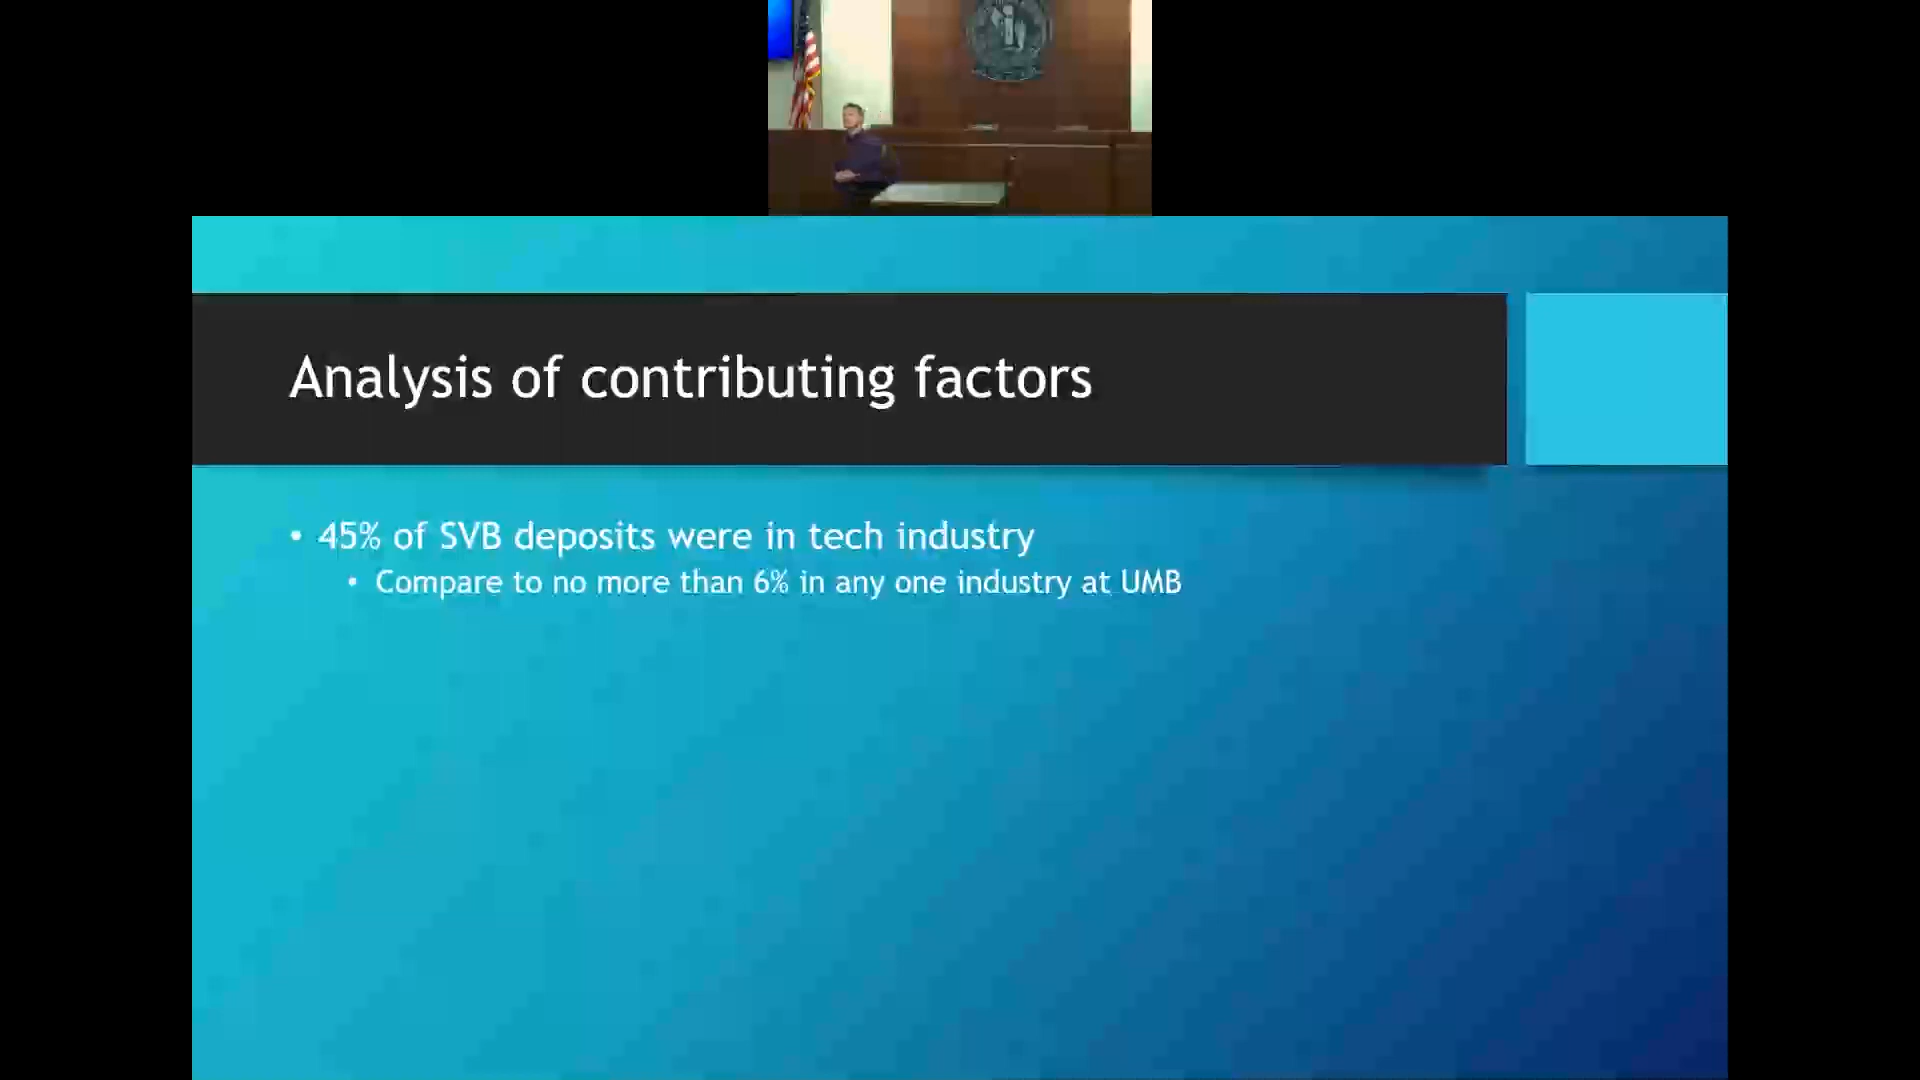 Analysis of contributing factors
• 45% of SVB deposits were in tech industry
• Compare to no more than 6% in any one industry at UMB